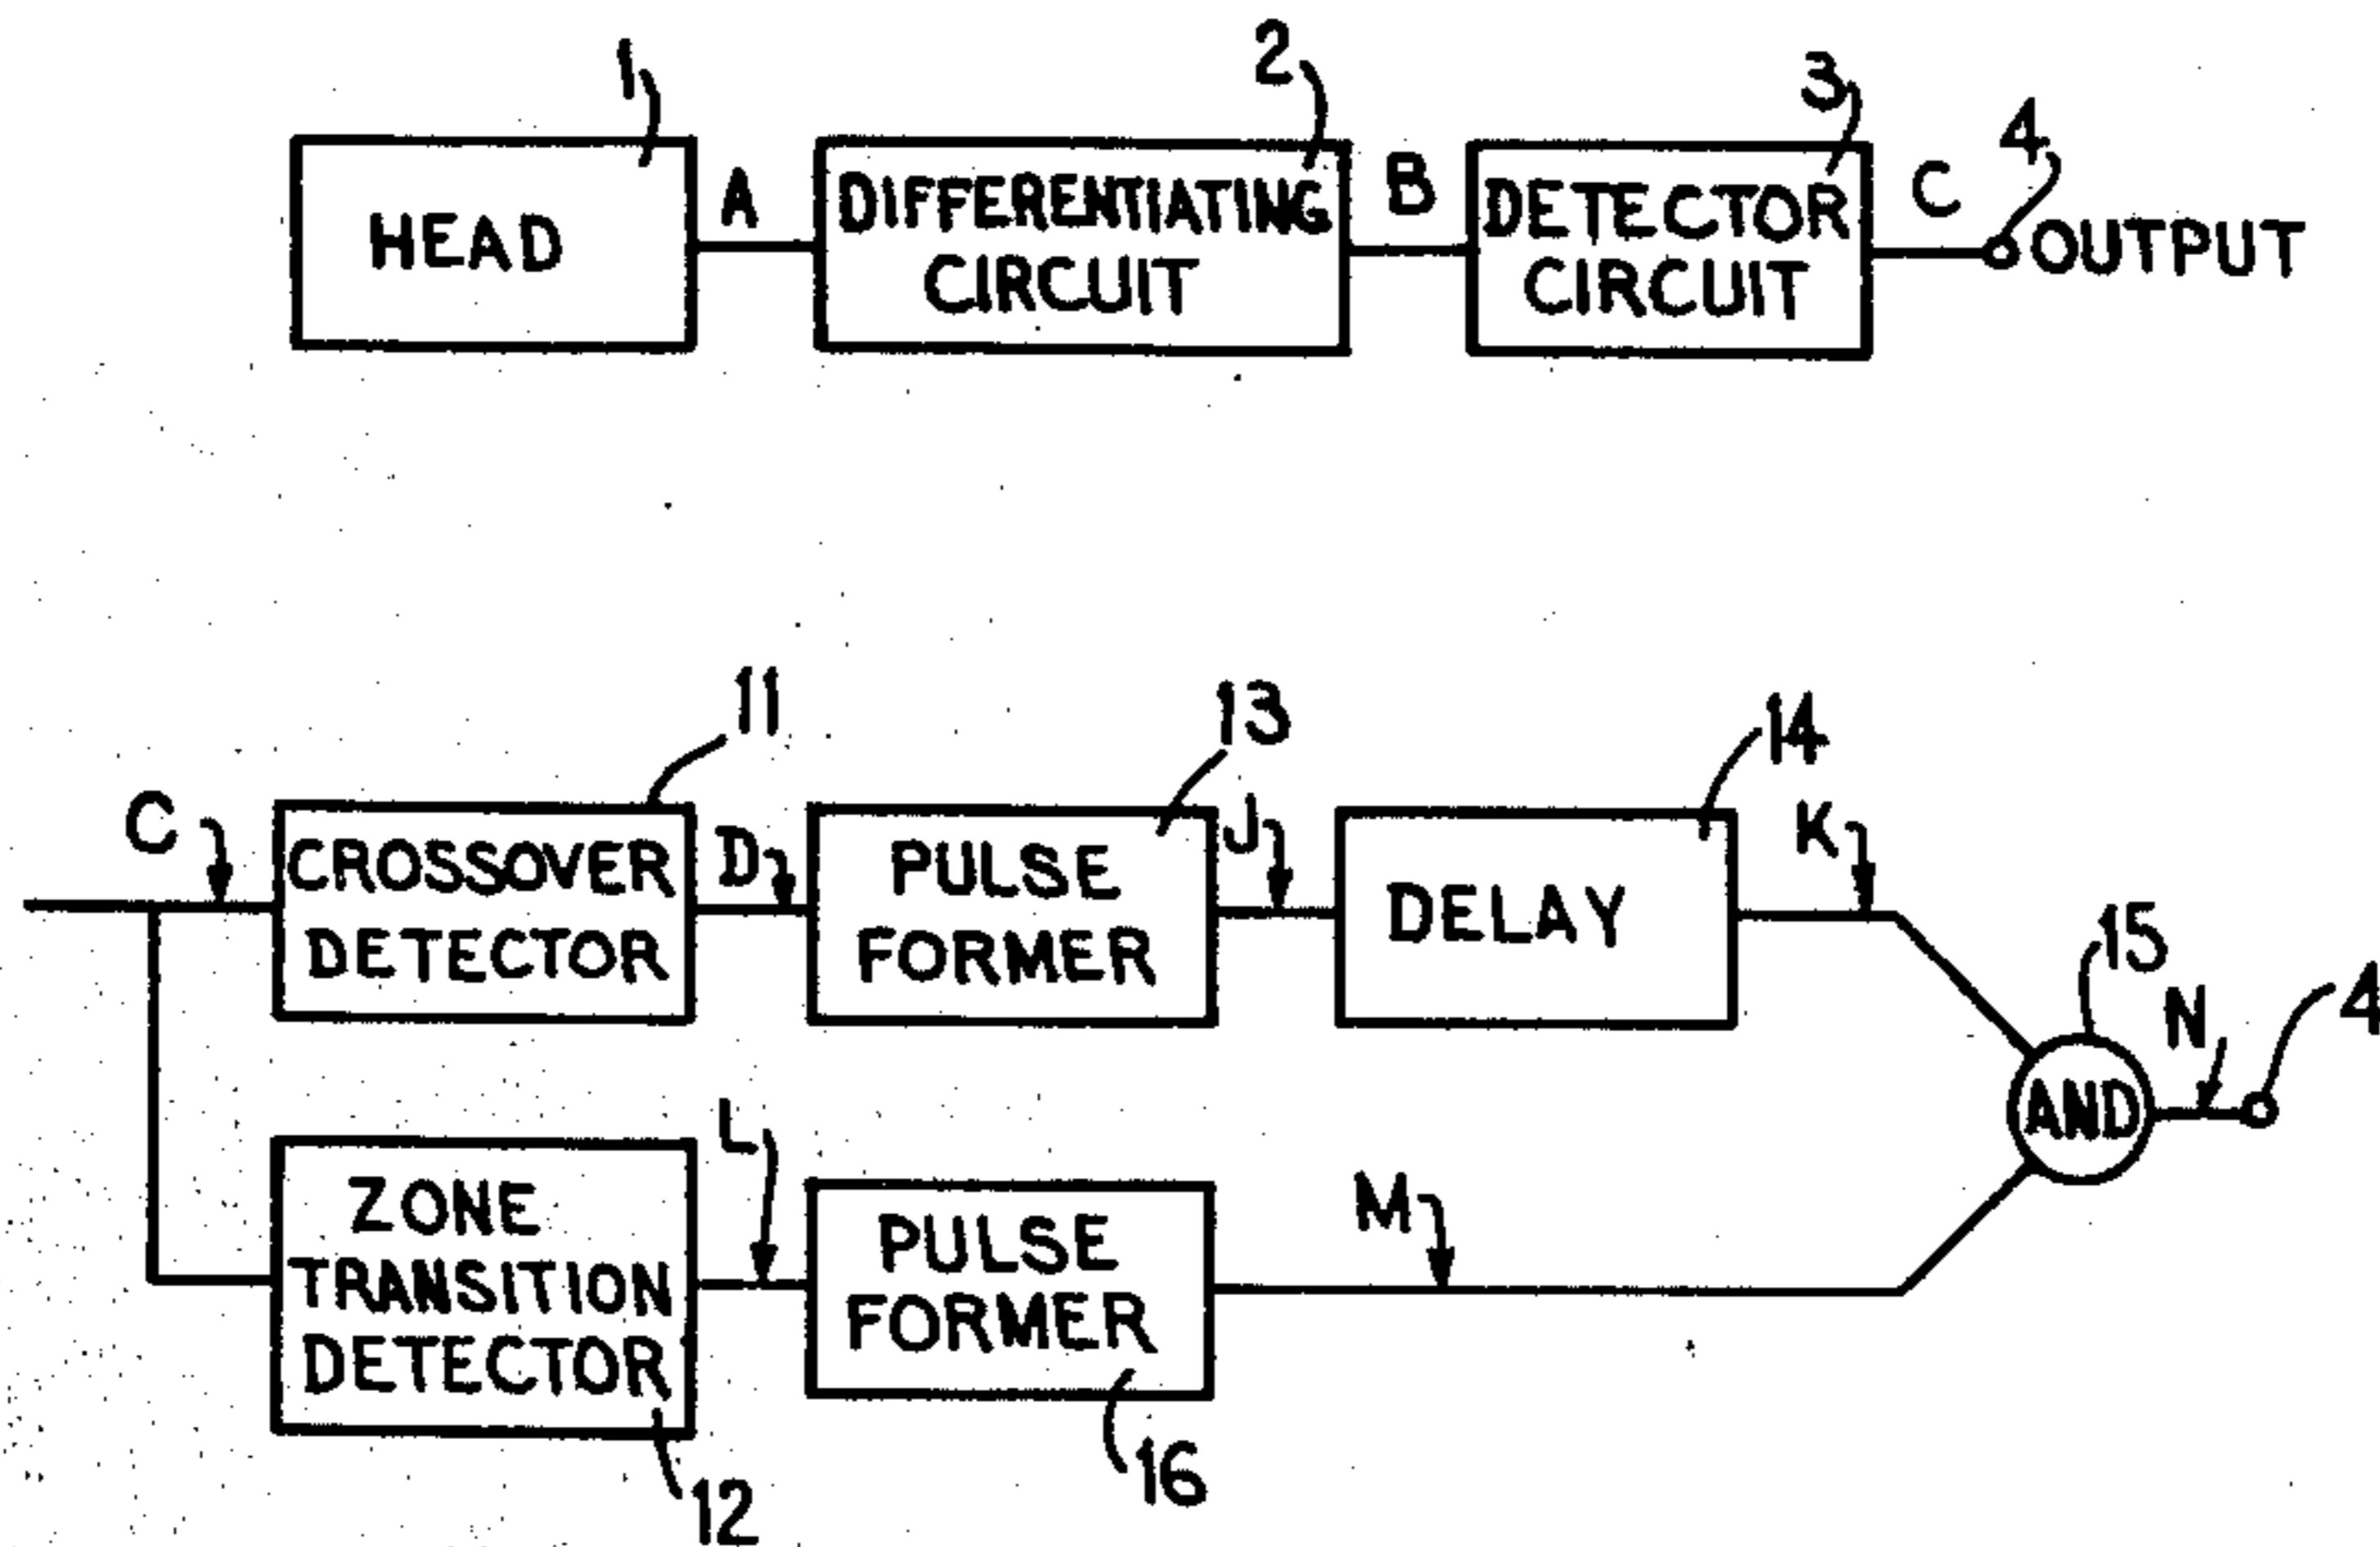 1
2
3
4
HEAD
A
DIFFERENTIATING
CIRCUIT
B
DETECTOR
CIRCUIT
C
OUTPUT
11
13
14
C
CROSSOVER
DETECTOR
D
PULSE
FORMER
J
DELAY
K
15
N
4
AND
ZONE
TRANSITION
DETECTOR
L
PULSE
FORMER
M
12
16